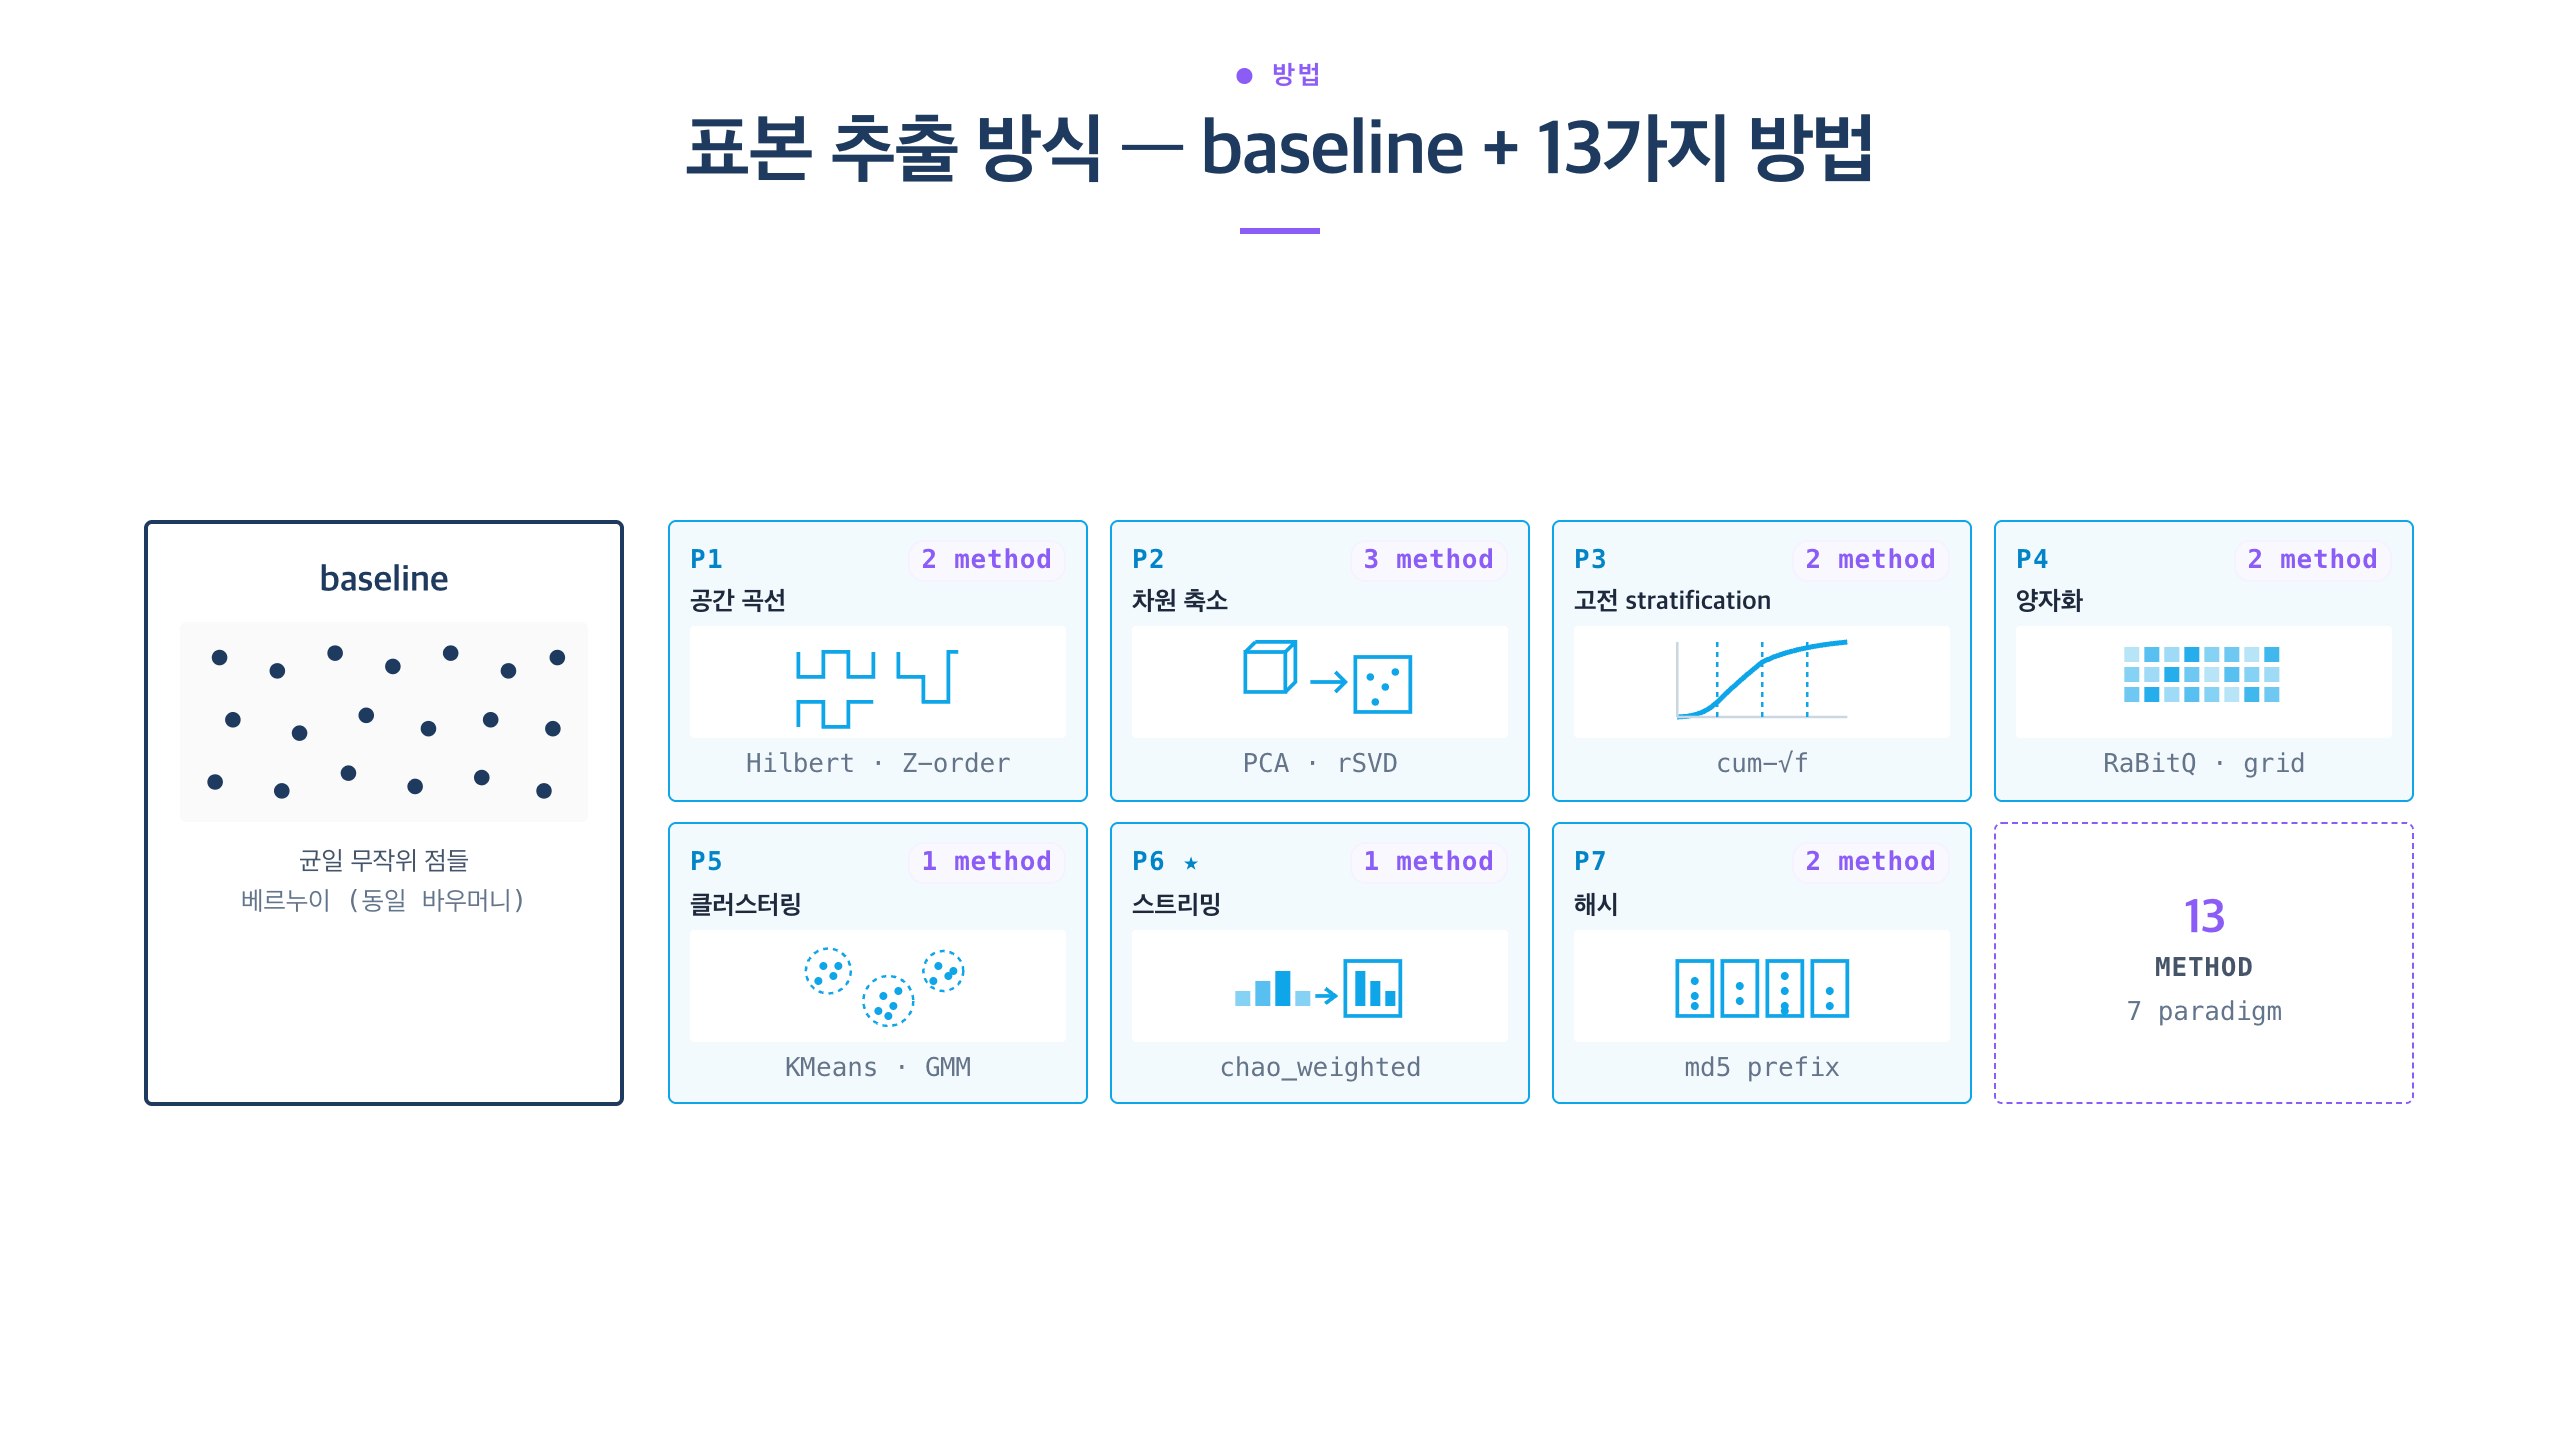 방법
표본 추출 방식 — baseline + 13가지 방법
baseline
균일 무작위 점들
베르누이 (동일 바우머니)
P1
2 method
공간 곡선
Hilbert · Z-order
P2
3 method
차원 축소
PCA · rSVD
P3
2 method
고전 stratification
cum-√f
P4
2 method
양자화
RaBitQ · grid
P5
1 method
클러스터링
KMeans · GMM
P6 ★
1 method
스트리밍
chao_weighted
P7
2 method
해시
md5 prefix
13
METHOD
7 paradigm